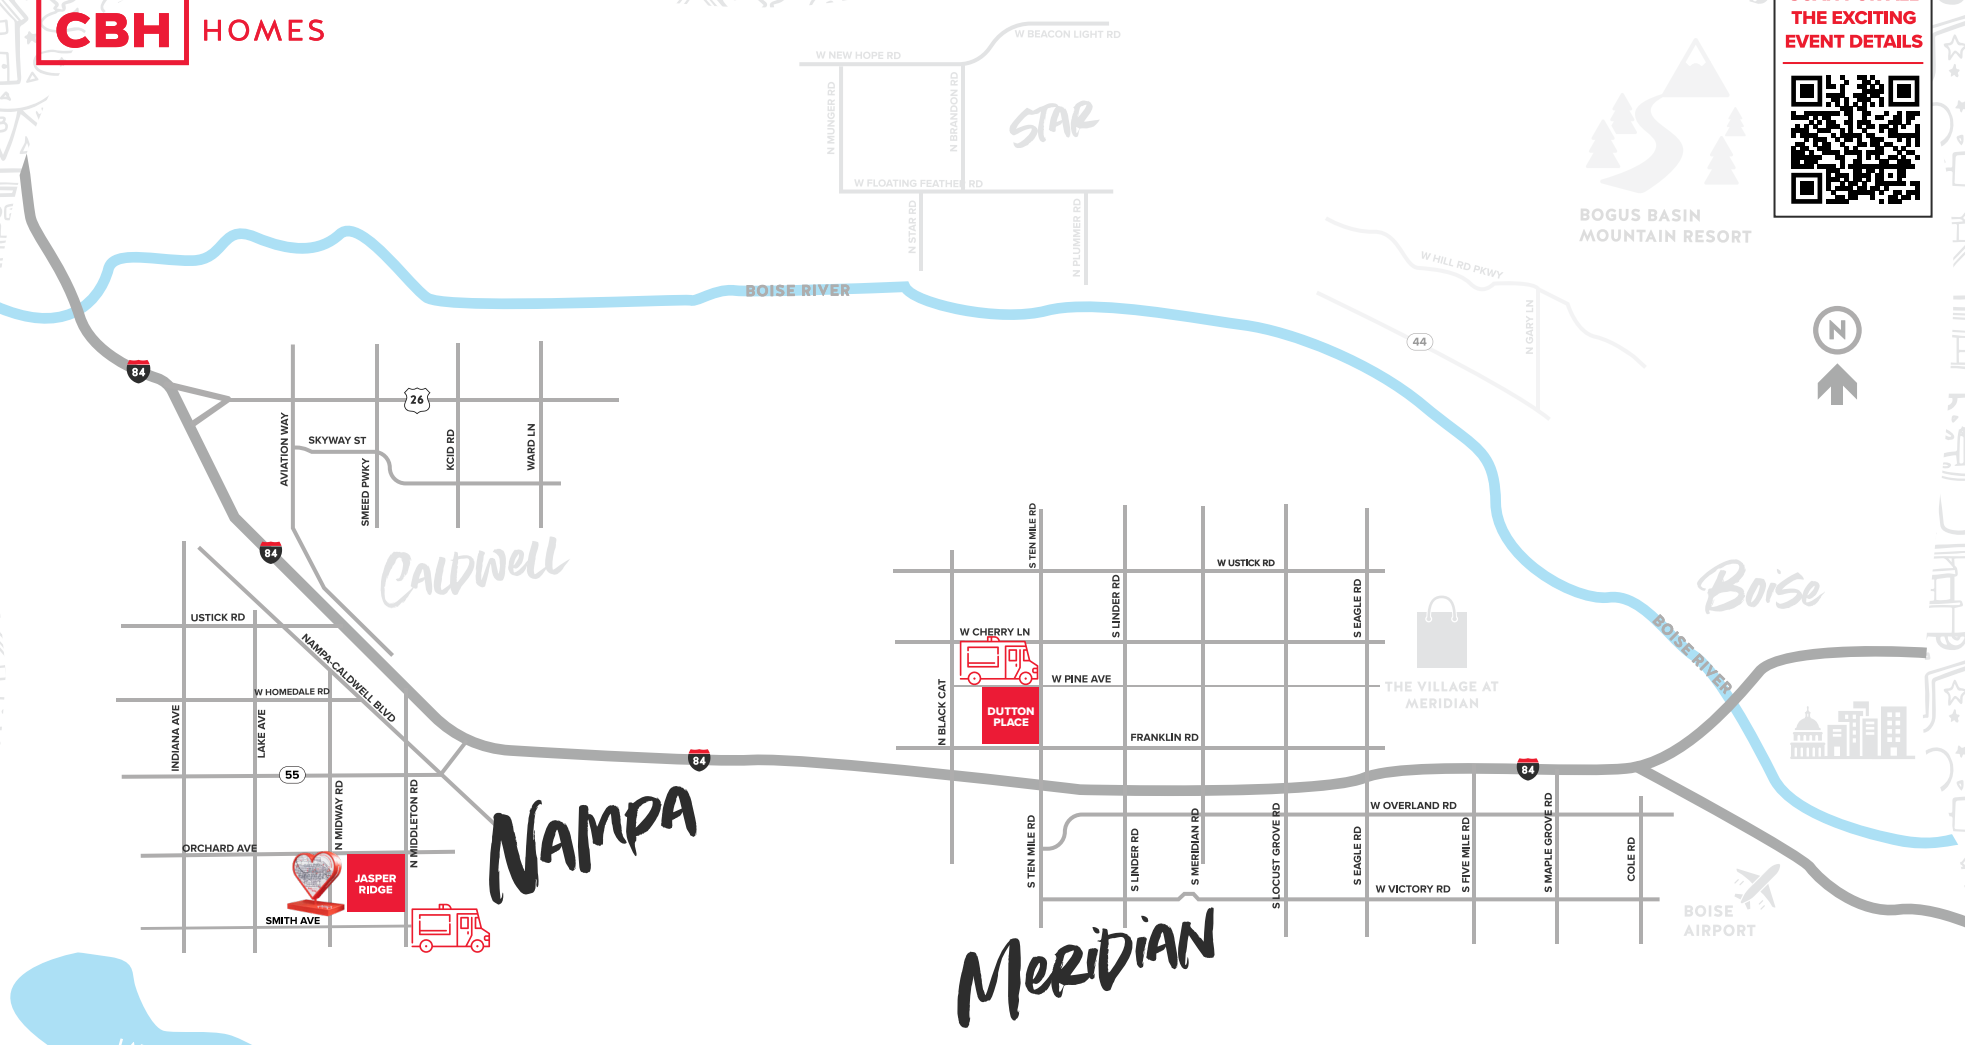 CBH HOMES
THE EXCITING
EVENT DETAILS
W BEACON LIGHT RD
W NEW HOPE RD
N MUNGER RD
N BRANDON RD
STAR
W FLOATING FEATHER RD
N STAR RD
N PLUMMER RD
BOGUS BASIN
MOUNTAIN RESORT
W HILL RD PKWY
N GARY LN
44
N
BOISE RIVER
84
26
AVIATION WAY
SKYWAY ST
SMEED PWKY
KCID RD
WARD LN
84
CALDWELL
USTICK RD
NAMPA-CALDWELL BLVD
W HOMEDALE RD
INDIANA AVE
LAKE AVE
55
N MIDWAY RD
N MIDDLETON RD
ORCHARD AVE
JASPER
RIDGE
SMITH AVE
NAMPA
84
S TEN MILE RD
W USTICK RD
S LINDER RD
S EAGLE RD
W CHERRY LN
W PINE AVE
N BLACK CAT
DUTTON
PLACE
FRANKLIN RD
THE VILLAGE AT
MERIDIAN
BOISE
BOISE RIVER
84
W OVERLAND RD
S TEN MILE RD
S LINDER RD
S MERIDIAN RD
S LOCUST GROVE RD
S EAGLE RD
S FIVE MILE RD
S MAPLE GROVE RD
COLE RD
W VICTORY RD
BOISE
AIRPORT
MERIDIAN